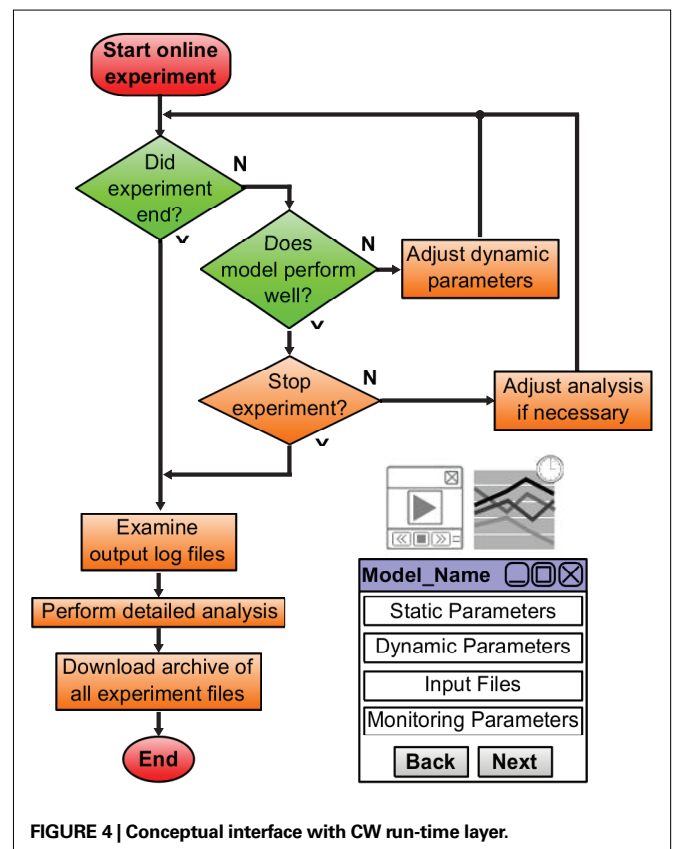 Start online
experiment
Did
experiment
end?
N
Y
Does
model perform
well?
N
Y
Adjust dynamic
parameters
Stop
experiment?
N
Y
Adjust analysis
if necessary
Examine
output log files
Perform detailed analysis
Download archive of
all experiment files
End
Model_Name
Static Parameters
Dynamic Parameters
Input Files
Monitoring Parameters
Back Next
FIGURE 4 | Conceptual interface with CW run-time layer.